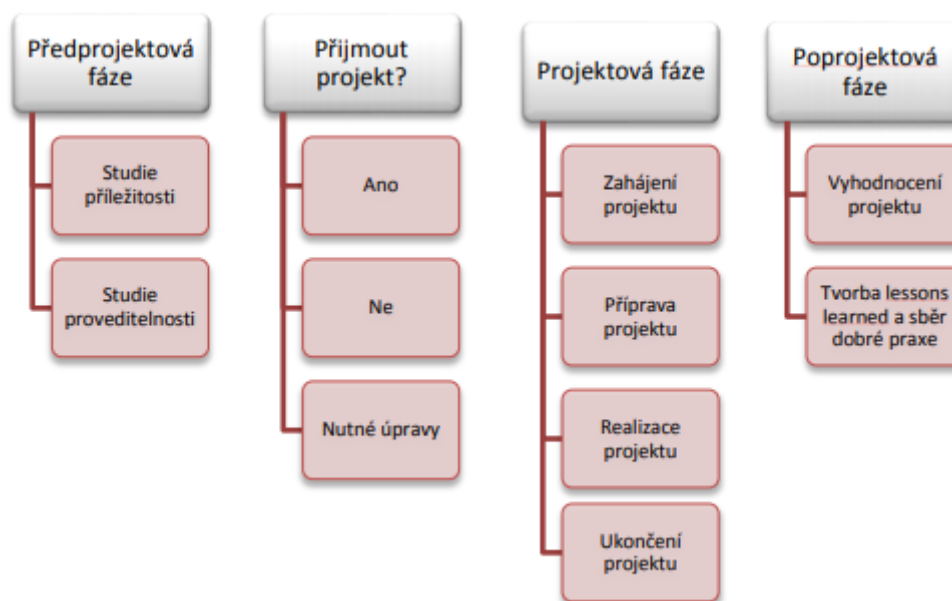 Předprojektová
fáze
Studie
příležitosti
Studie
proveditelnosti
Přijmout
projekt?
Ano
Ne
Nutné úpravy
Projektová fáze
Zahájení
projektu
Příprava
projektu
Realizace
projektu
Ukončení
projektu
Poprojektová
fáze
Vyhodnocení
projektu
Tvorba lessons
learned a sběr
dobré praxe